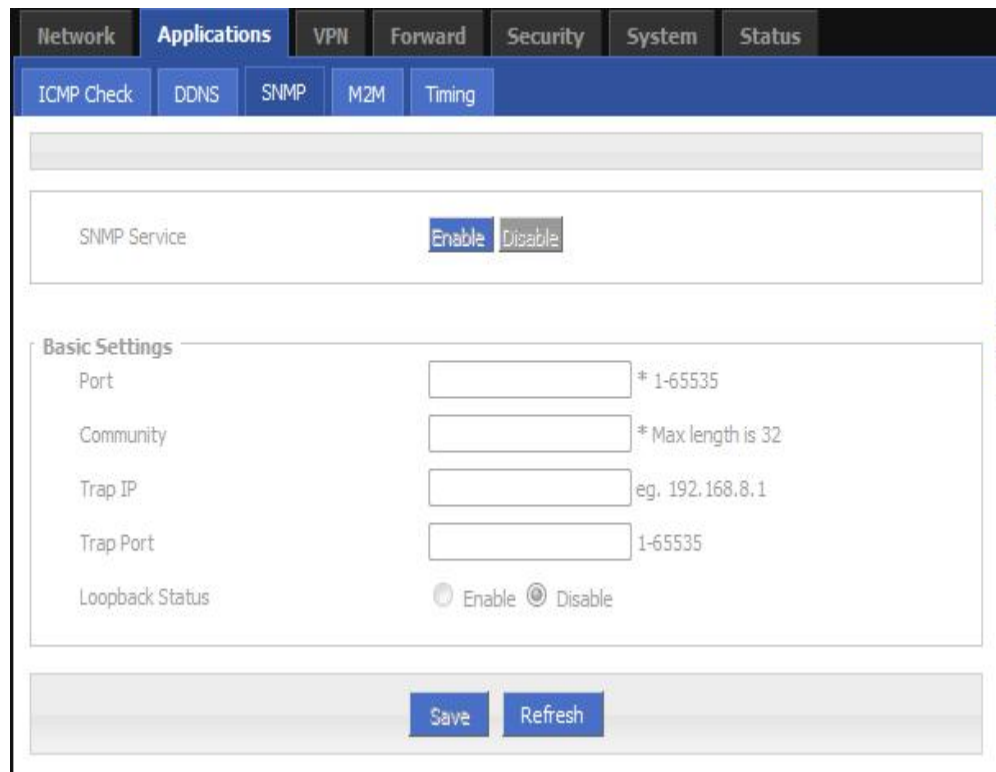 Network Applications VPN Forward Security System Status
ICMP Check DDNS SNMP M2M Timing
SNMP Service Enable Disable
Basic Settings
Port * 1-65535
Community * Max length is 32
Trap IP eg. 192.168.8.1
Trap Port 1-65535
Loopback Status Enable Disable
Save Refresh